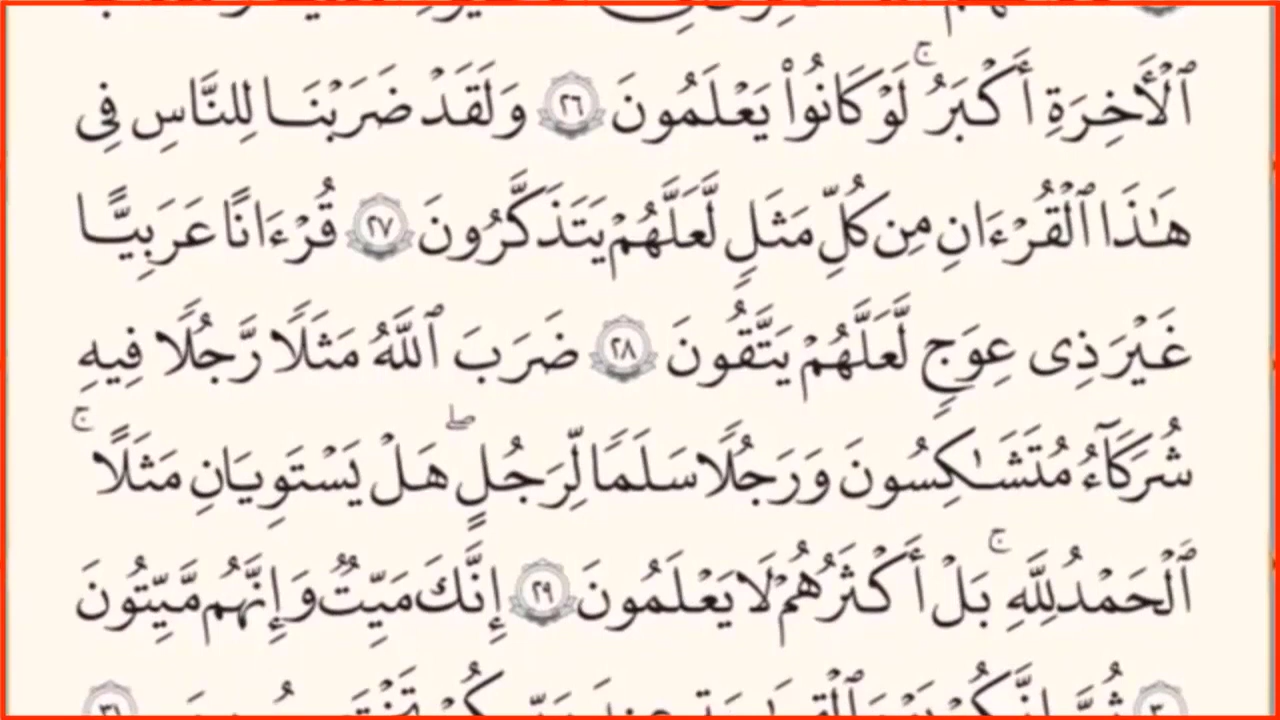 ٱلْأَخِرَةِ أَكْبَرُ ۚ لَوْ كَانُوا۟ يَعْلَمُونَ ٢٦ وَلَقَدْ ضَرَبْنَا لِلنَّاسِ فِى
هَـٰذَا ٱلْقُرْءَانِ مِن كُلِّ مَثَلٍ لَّعَلَّهُمْ يَتَذَكَّرُونَ ٢٧ قُرْءَانًا عَرَبِيًّا
غَيْرَ ذِى عِوَجٍ لَّعَلَّهُمْ يَتَّقُونَ ٢٨ ضَرَبَ ٱللَّهُ مَثَلًا رَّجُلًا فِيهِ
شُرَكَآءُ مُتَشَـٰكِسُونَ وَرَجُلًا سَلَمًا لِّرَجُلٍ ۖ هَلْ يَسْتَوِيَانِ مَثَلًا ۚ
ٱلْحَمْدُ لِلَّهِ ۚ بَلْ أَكْثَرُهُمْ لَا يَعْلَمُونَ ٢٩ إِنَّكَ مَيِّتٌ وَإِنَّهُم مَّيِّتُونَ